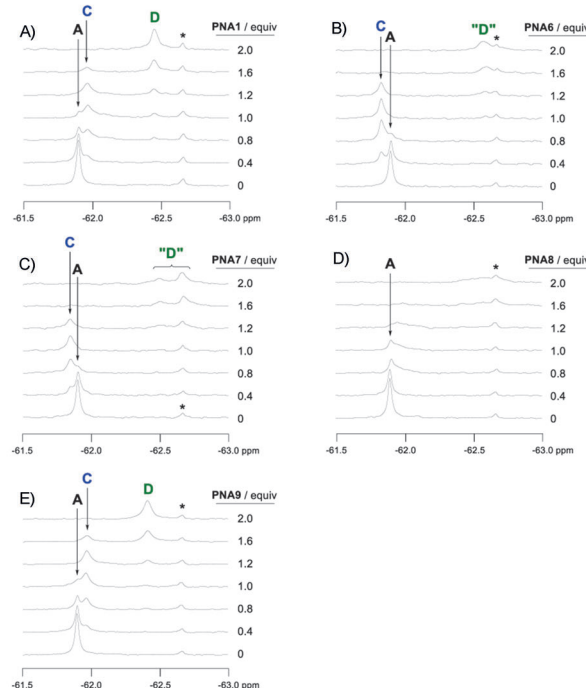 A) C D PNA1 / equiv
A *
2.0
1.6
1.2
1.0
0.8
0.4
0
-61.5 -62.0 -62.5 -63.0 ppm
B) C "D" PNA6 / equiv
A *
2.0
1.6
1.2
1.0
0.8
0.4
0
-61.5 -62.0 -62.5 -63.0 ppm
C) C "D" PNA7 / equiv
A
2.0
1.6
1.2
1.0
0.8
0.4
* 0
-61.5 -62.0 -62.5 -63.0 ppm
D) A * PNA8 / equiv
2.0
1.6
1.2
1.0
0.8
0.4
0
-61.5 -62.0 -62.5 -63.0 ppm
E) C D PNA9 / equiv
A *
2.0
1.6
1.2
1.0
0.8
0.4
0
-61.5 -62.0 -62.5 -63.0 ppm